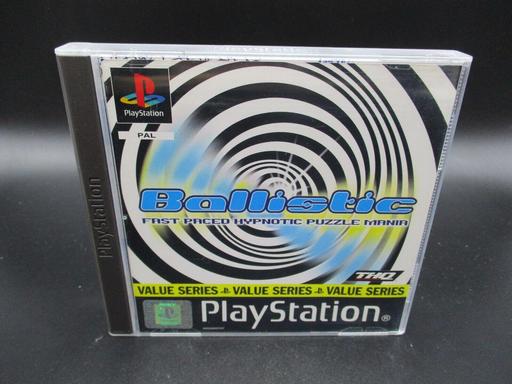 PlayStation
PAL
PlayStation
Ballistic
FAST PACED HYPNOTIC PUZZLE MANIA
THQ
VALUE SERIES VALUE SERIES VALUE SERIES
PlayStation®